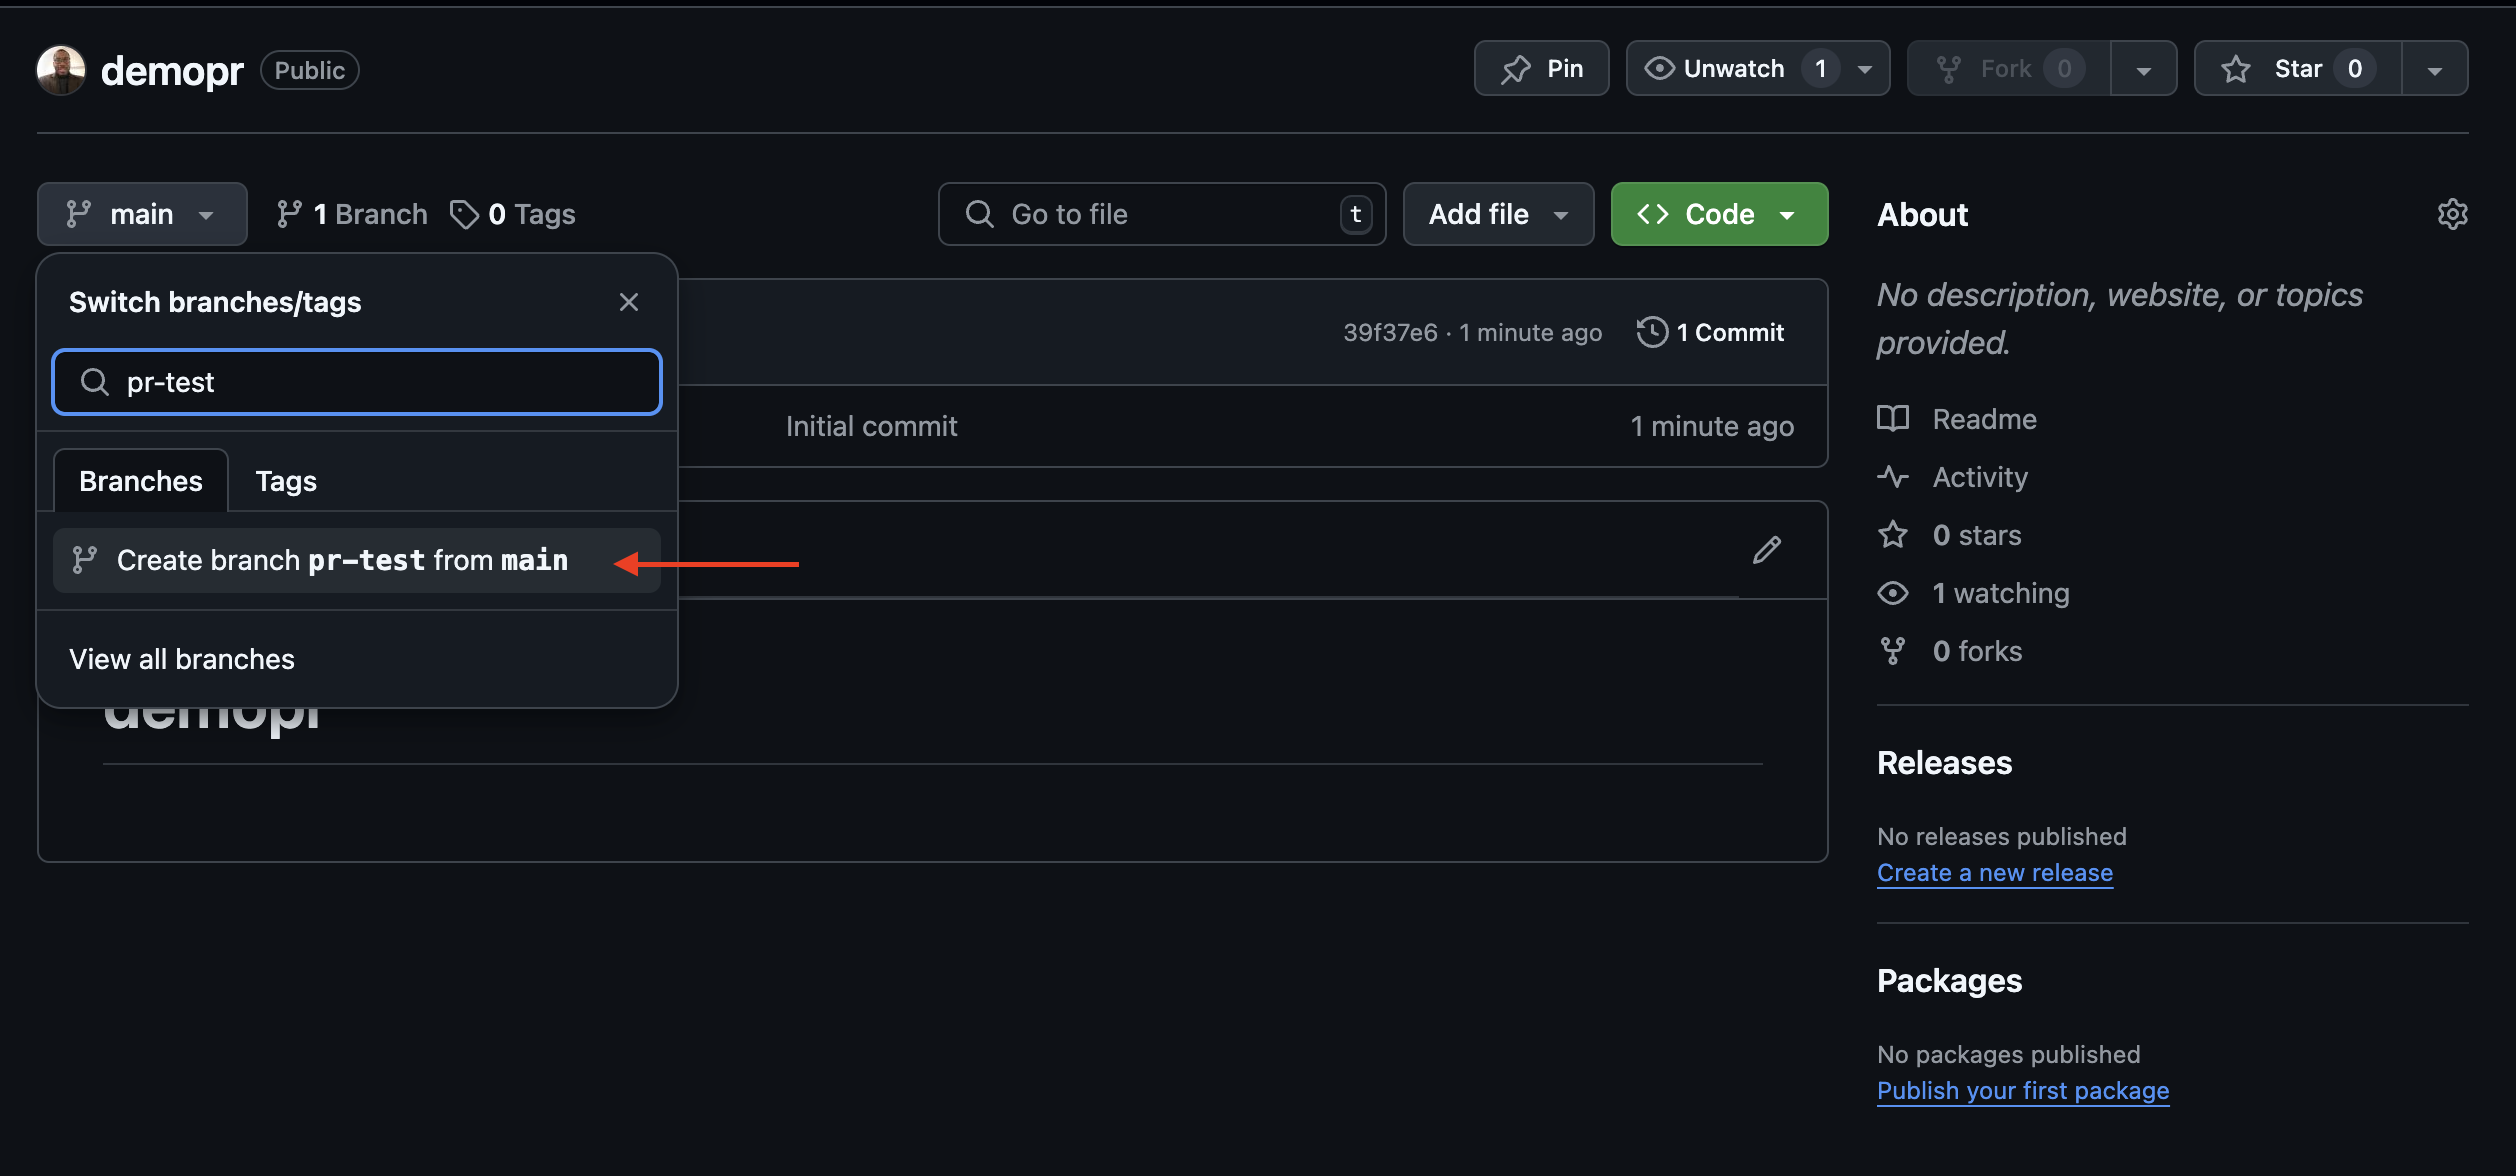 demopr Public
Pin
Unwatch 1
Fork 0
Star 0
main
1 Branch
0 Tags
Go to file
t
Add file
<> Code
Switch branches/tags
pr-test
Branches
Tags
Create branch pr-test from main
View all branches
39f37e6 · 1 minute ago
1 Commit
Initial commit
1 minute ago
demopr
About
No description, website, or topics
provided.
Readme
Activity
0 stars
1 watching
0 forks
Releases
No releases published
Create a new release
Packages
No packages published
Publish your first package